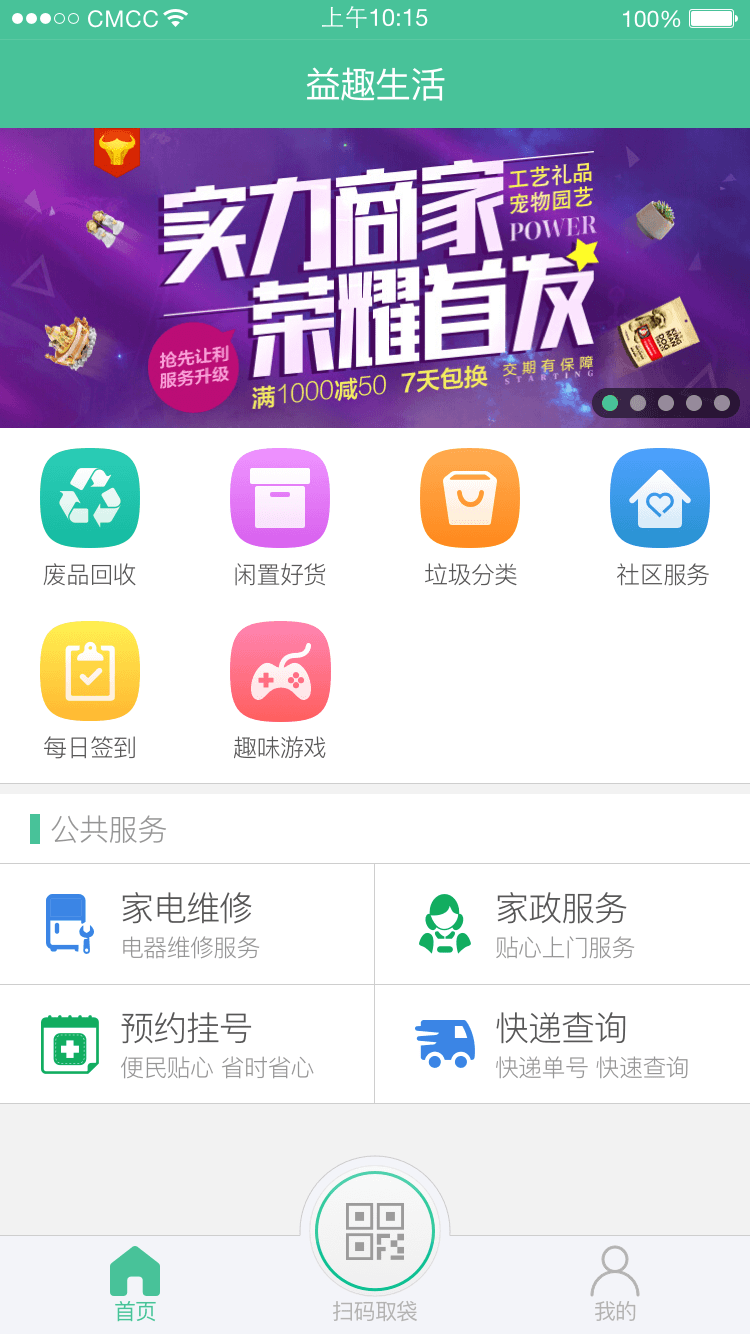 CMCC 上午10:15 100%
益趣生活
实力商家
工艺礼品
宠物园艺
POWER
荣耀首发
抢先让利
服务升级
满1000减50 7天包换
交期有保障
STARTING
废品回收 闲置好货 垃圾分类 社区服务
每日签到 趣味游戏
公共服务
家电维修
电器维修服务
家政服务
贴心上门服务
预约挂号
便民贴心 省时省心
快递查询
快递单号 快速查询
首页 扫码取袋 我的